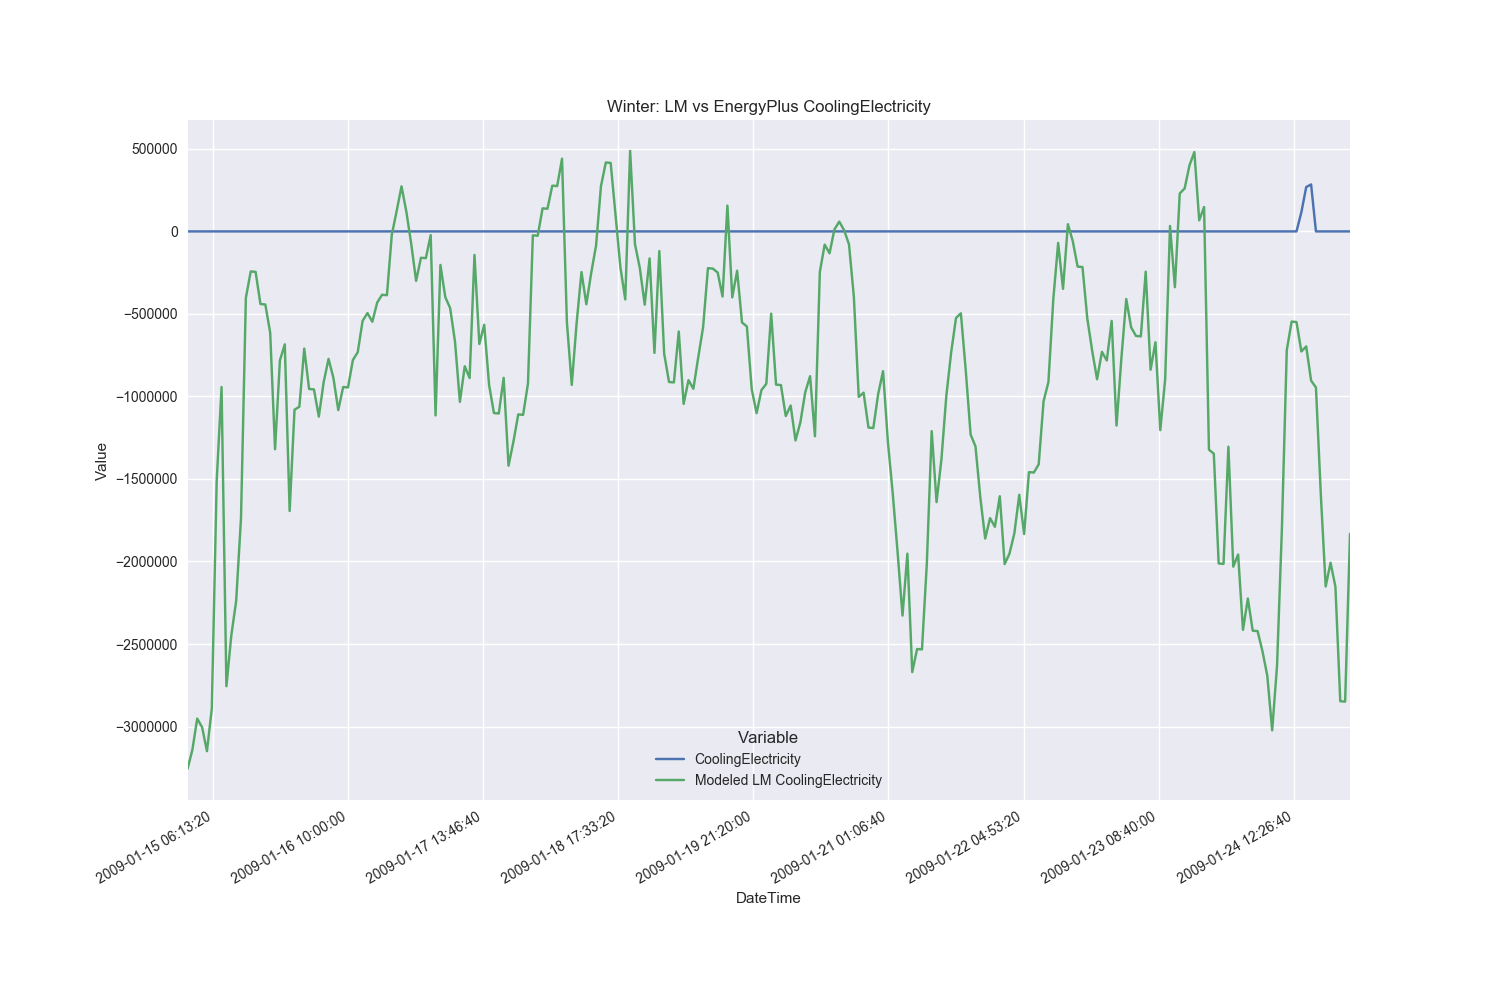 Winter: LM vs EnergyPlus CoolingElectricity
500000
0
−500000
−1000000
−1500000
−2000000
−2500000
−3000000
Value
Variable
CoolingElectricity
Modeled LM CoolingElectricity
2009-01-15 06:13:20
2009-01-16 10:00:00
2009-01-17 13:46:40
2009-01-18 17:33:20
2009-01-19 21:20:00
2009-01-21 01:06:40
2009-01-22 04:53:20
2009-01-23 08:40:00
2009-01-24 12:26:40
DateTime